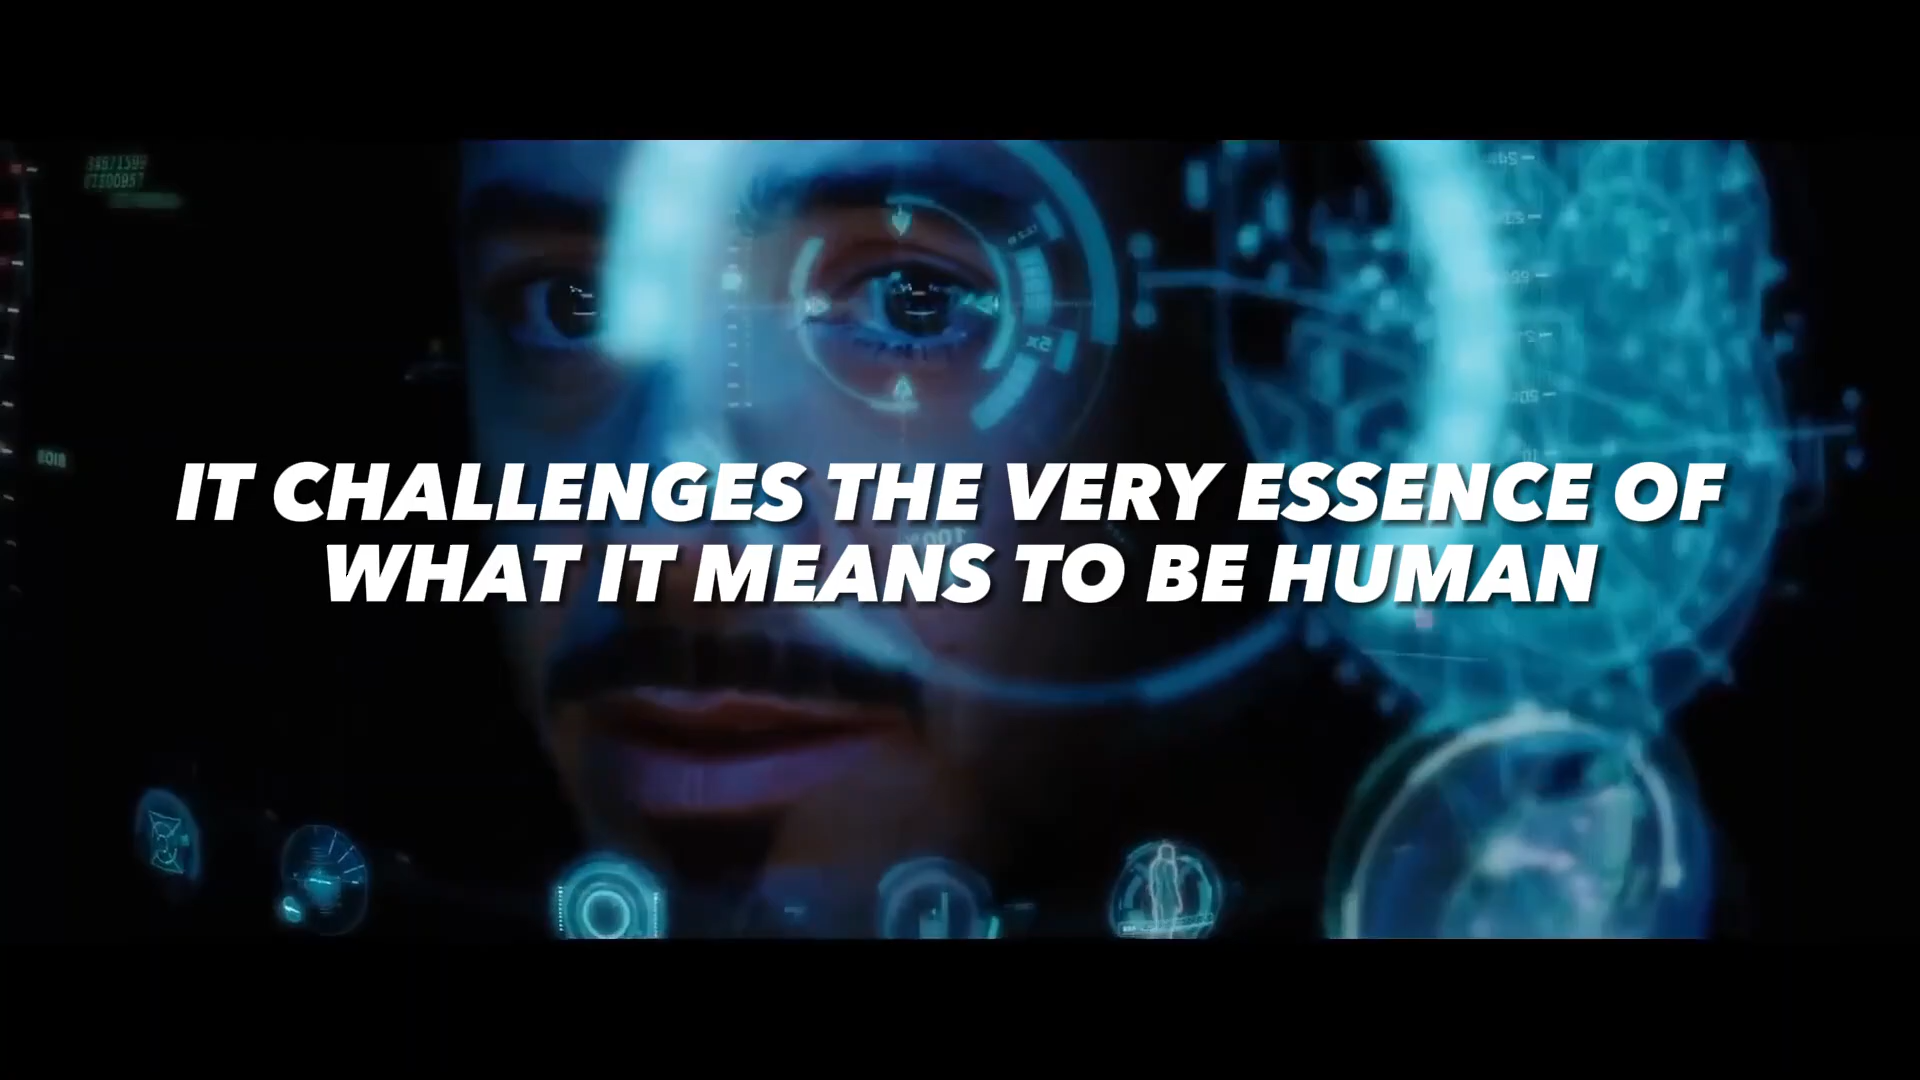 IT CHALLENGES THE VERY ESSENCE OF
WHAT IT MEANS TO BE HUMAN